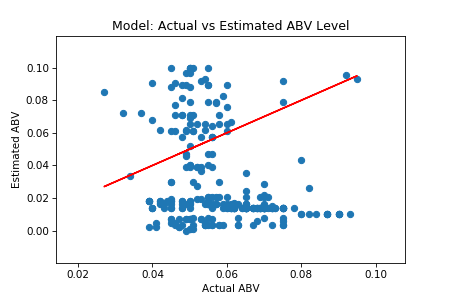 Model: Actual vs Estimated ABV Level
Estimated ABV
0.10
0.08
0.06
0.04
0.02
0.00
0.02 0.04 0.06 0.08 0.10
Actual ABV